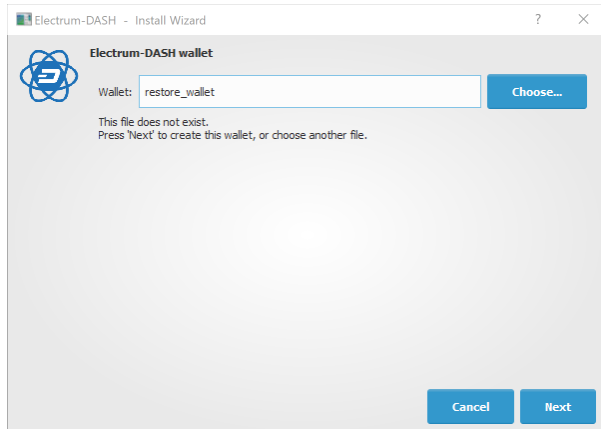 Electrum-DASH - Install Wizard
Electrum-DASH wallet
Wallet: restore_wallet Choose...
This file does not exist.
Press 'Next' to create this wallet, or choose another file.
Cancel Next